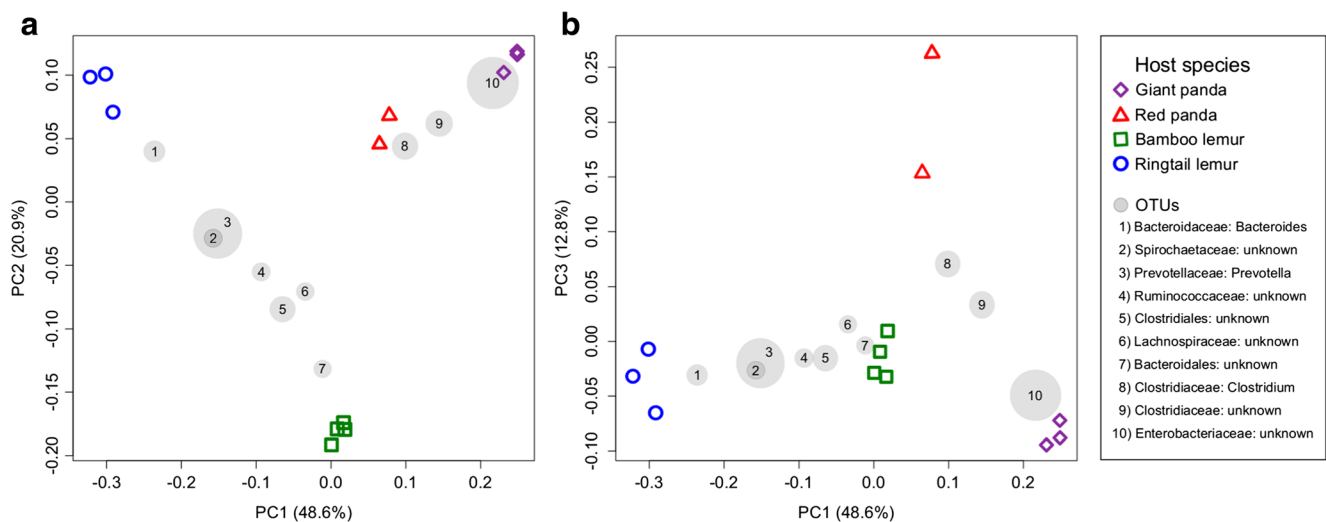 a
b
0.10
0.05
0.00
-0.05
-0.10
-0.15
-0.20
PC2 (20.9%)
1
2
3
4
5
6
7
8
9
10
-0.3
-0.2
-0.1
0.0
0.1
0.2
PC1 (48.6%)
0.25
0.20
0.15
0.10
0.05
0.00
-0.05
-0.10
PC3 (12.8%)
1
2
3
4
5
6
7
8
9
10
-0.3
-0.2
-0.1
0.0
0.1
0.2
PC1 (48.6%)
Host species
Giant panda
Red panda
Bamboo lemur
Ringtail lemur
OTUs
1) Bacteroidaceae: Bacteroides
2) Spirochaetaceae: unknown
3) Prevotellaceae: Prevotella
4) Ruminococcaceae: unknown
5) Clostridiales: unknown
6) Lachnospiraceae: unknown
7) Bacteroidales: unknown
8) Clostridiaceae: Clostridium
9) Clostridiaceae: unknown
10) Enterobacteriaceae: unknown